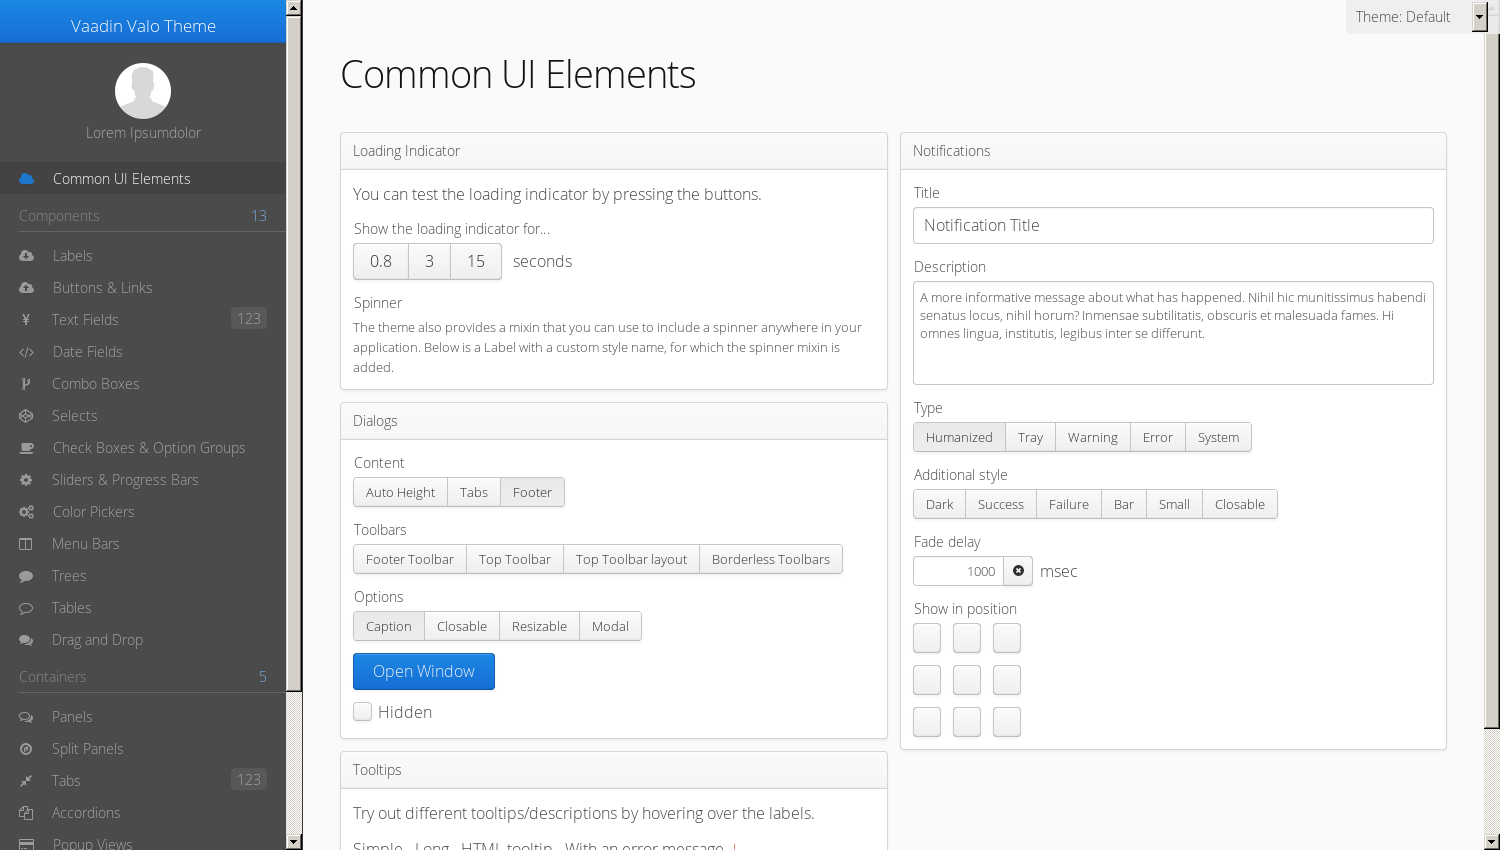 Vaadin Valo Theme
Lorem Ipsumdolor
Common UI Elements
Components 13
Labels
Buttons & Links
Text Fields 123
Date Fields
Combo Boxes
Selects
Check Boxes & Option Groups
Sliders & Progress Bars
Color Pickers
Menu Bars
Trees
Tables
Drag and Drop
Containers 5
Panels
Split Panels
Tabs 123
Accordions
Popup Views
Theme: Default
Common UI Elements
Loading Indicator
You can test the loading indicator by pressing the buttons.
Show the loading indicator for...
0.8 3 15 seconds
Spinner
The theme also provides a mixin that you can use to include a spinner anywhere in your
application. Below is a Label with a custom style name, for which the spinner mixin is
added.
Dialogs
Content
Auto Height Tabs Footer
Toolbars
Footer Toolbar Top Toolbar Top Toolbar layout Borderless Toolbars
Options
Caption Closable Resizable Modal
Open Window
Hidden
Tooltips
Try out different tooltips/descriptions by hovering over the labels.
Simple Long HTML tooltip With an error message !
Notifications
Title
Notification Title
Description
A more informative message about what has happened. Nihil hic munitissimus habendi
senatus locus, nihil horum? Inmensae subtilitatis, obscuris et malesuada fames. Hi
omnes lingua, institutis, legibus inter se differunt.
Type
Humanized Tray Warning Error System
Additional style
Dark Success Failure Bar Small Closable
Fade delay
1000 msec
Show in position